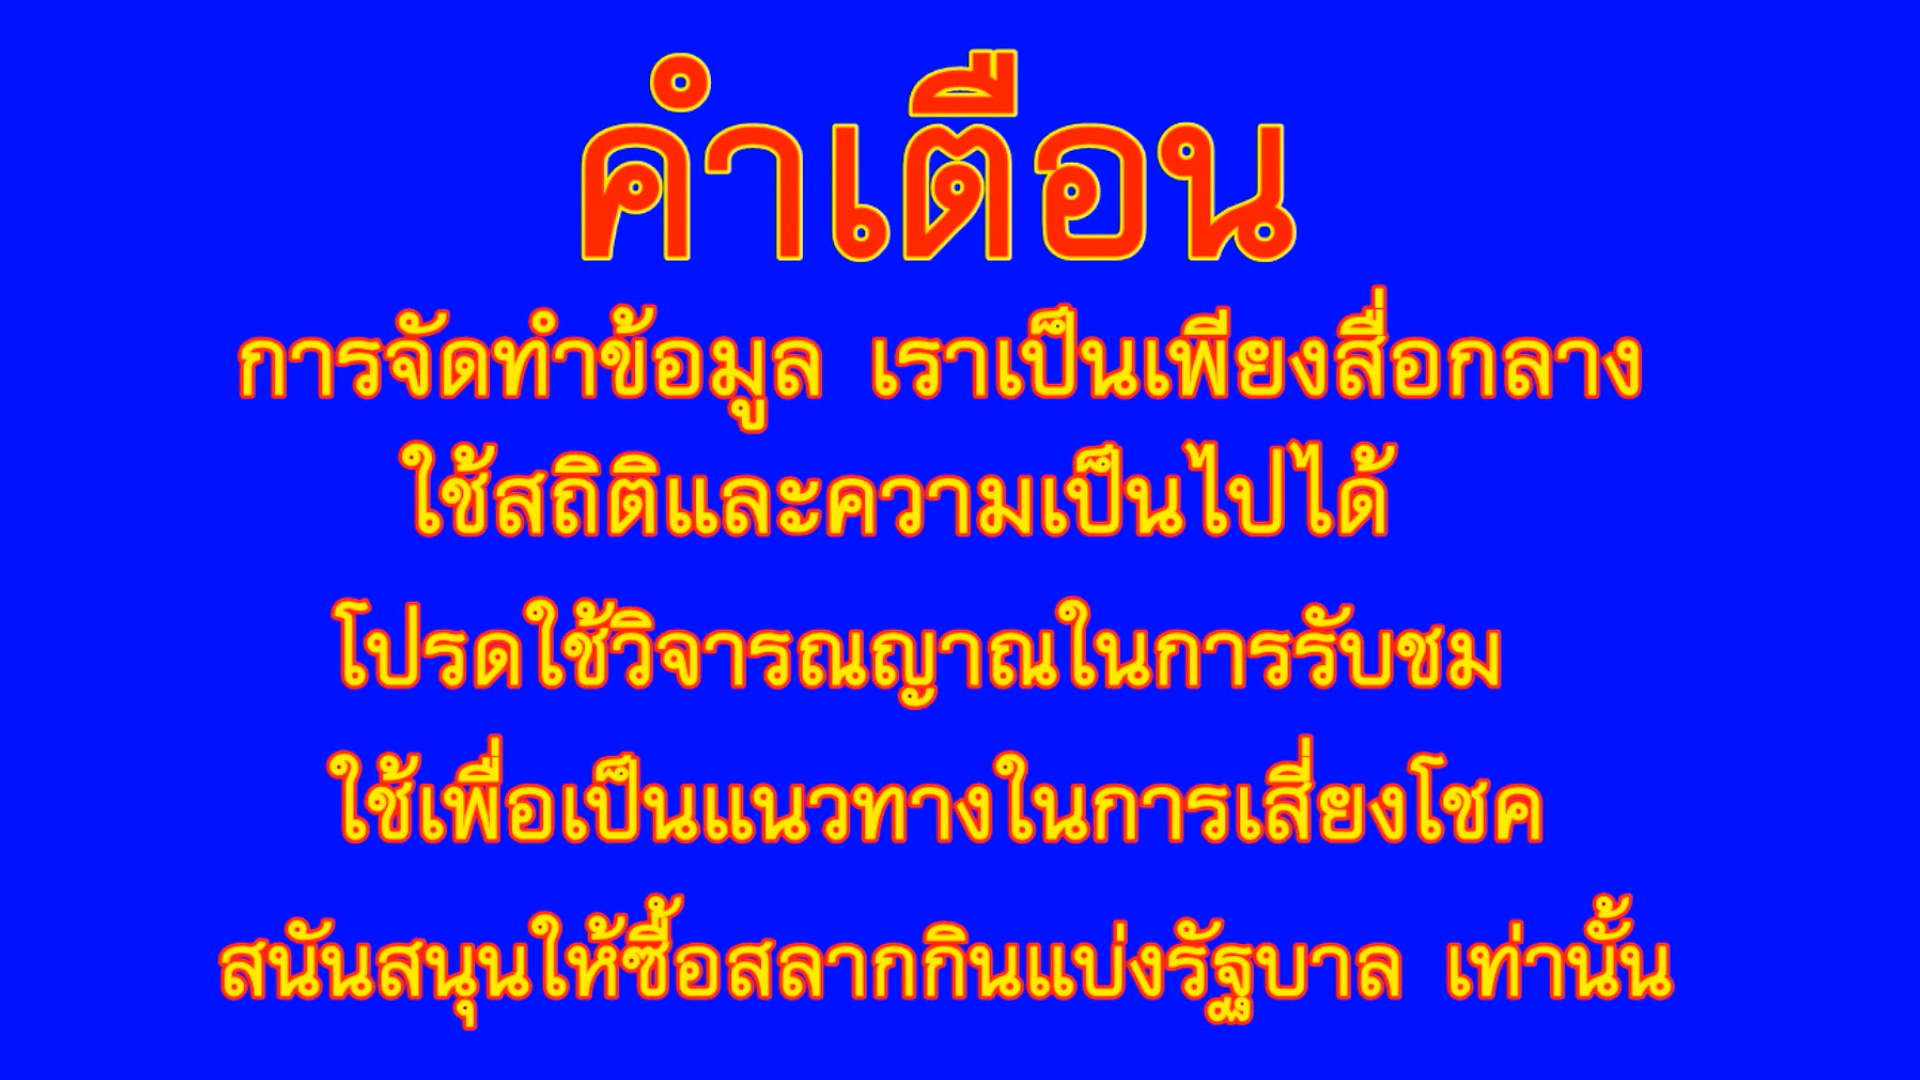 คำเตือน
การจัดทำข้อมูล เราเป็นเพียงสื่อกลาง
ใช้สถิติและความเป็นไปได้
โปรดใช้วิจารณญาณในการรับชม
ใช้เพื่อเป็นแนวทางในการเสี่ยงโชค
สนันสนุนให้ซื้อสลากกินแบ่งรัฐบาล เท่านั้น